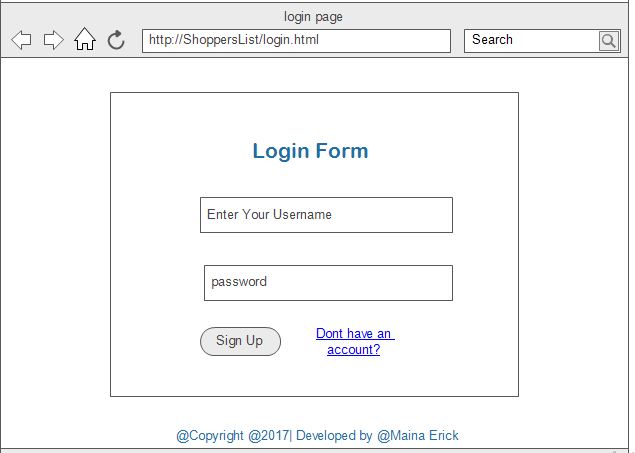 login page
http://ShoppersList/login.html
Search
Login Form
Enter Your Username
password
Sign Up
Dont have an
account?
@Copyright @2017| Developed by @Maina Erick